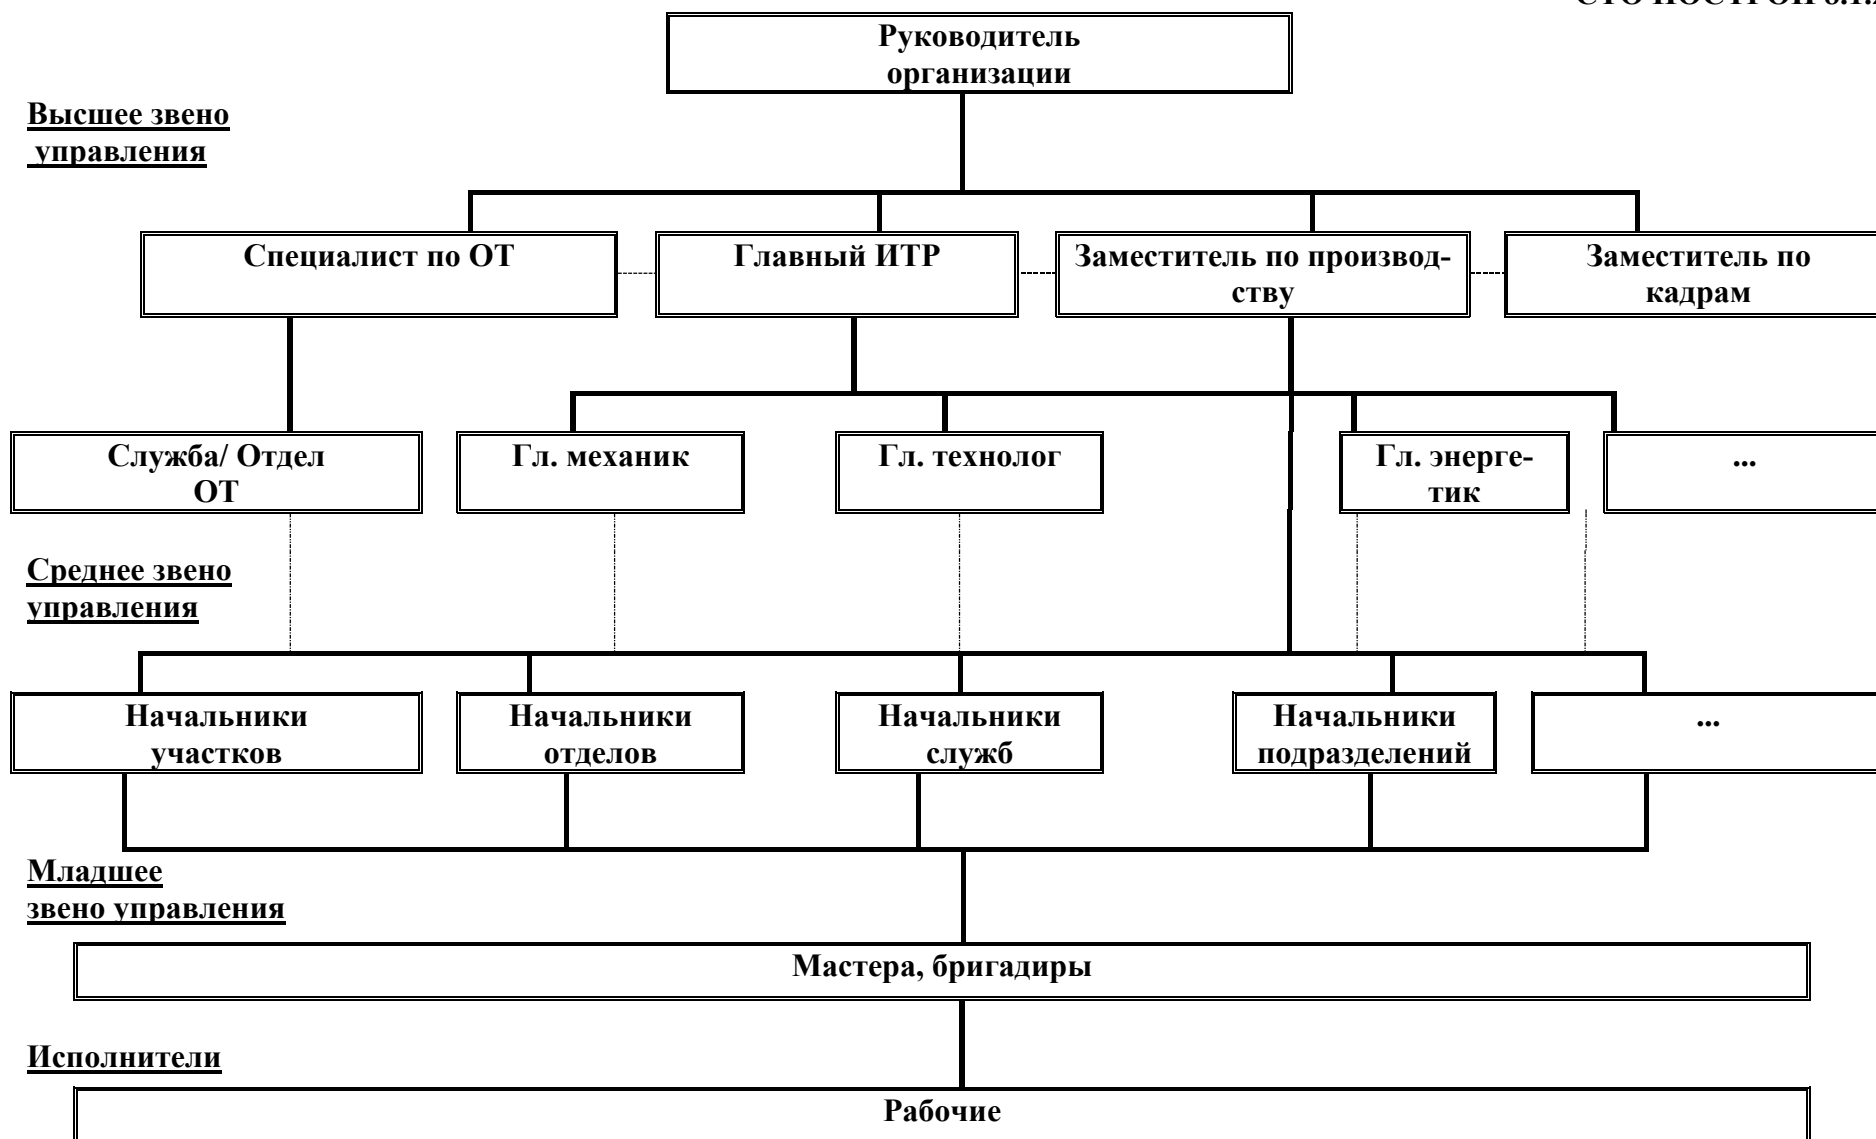 Руководитель
организации
Высшее звено
управления
Специалист по ОТ
Главный ИТР
Заместитель по производ-
ству
Заместитель по
кадрам
Служба/ Отдел
ОТ
Гл. механик
Гл. технолог
Гл. энерге-
тик
...
Среднее звено
управления
Начальники
участков
Начальники
отделов
Начальники
служб
Начальники
подразделений
...
Младшее
звено управления
Мастера, бригадиры
Исполнители
Рабочие